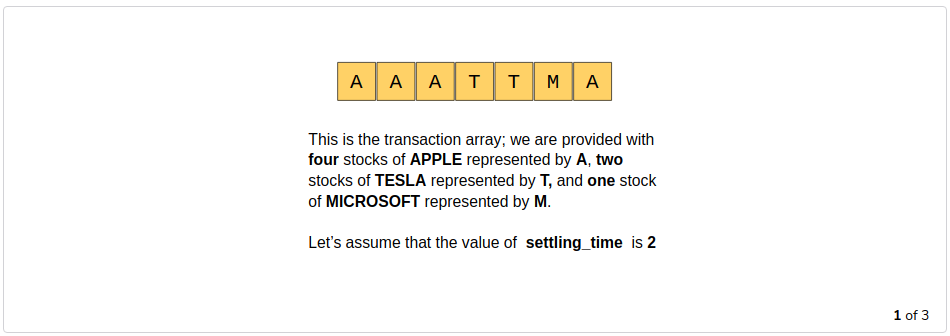 A A A T T M A
This is the transaction array; we are provided with
four stocks of APPLE represented by A, two
stocks of TESLA represented by T, and one stock
of MICROSOFT represented by M.
Let’s assume that the value of settling_time is 2
1 of 3